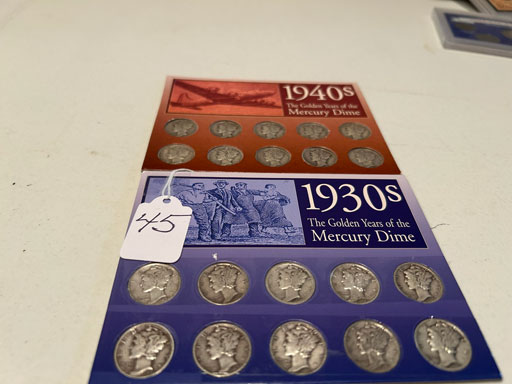 1940s
The Golden Years of the
Mercury Dime
1930s
The Golden Years of the
Mercury Dime
45